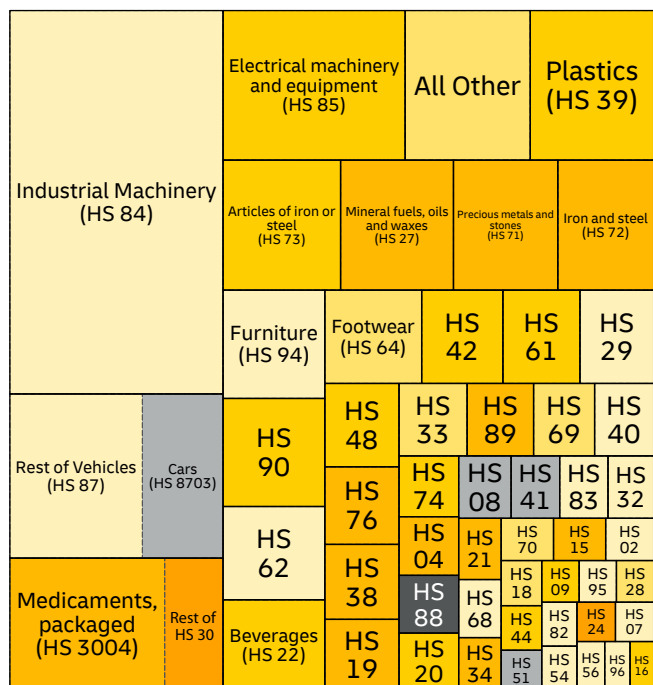 Industrial Machinery
(HS 84)
Electrical machinery
and equipment
(HS 85)
All Other
Plastics
(HS 39)
Articles of iron or
steel
(HS 73)
Mineral fuels, oils
and waxes
(HS 27)
Precious metals and
stones
(HS 71)
Iron and steel
(HS 72)
Furniture
(HS 94)
Footwear
(HS 64)
HS
42
HS
61
HS
29
Rest of Vehicles
(HS 87)
Cars
(HS 8703)
HS
90
HS
48
HS
33
HS
89
HS
69
HS
40
HS
76
HS
74
HS
08
HS
41
HS
83
HS
32
HS
62
HS
38
HS
04
HS
21
HS
70
HS
15
HS
02
Medicaments,
packaged
(HS 3004)
Rest of
HS 30
Beverages
(HS 22)
HS
19
HS
88
HS
20
HS
68
HS
34
HS
18
HS
09
HS
95
HS
28
HS
44
HS
82
HS
24
HS
07
HS
51
HS
54
HS
56
HS
96
HS
16